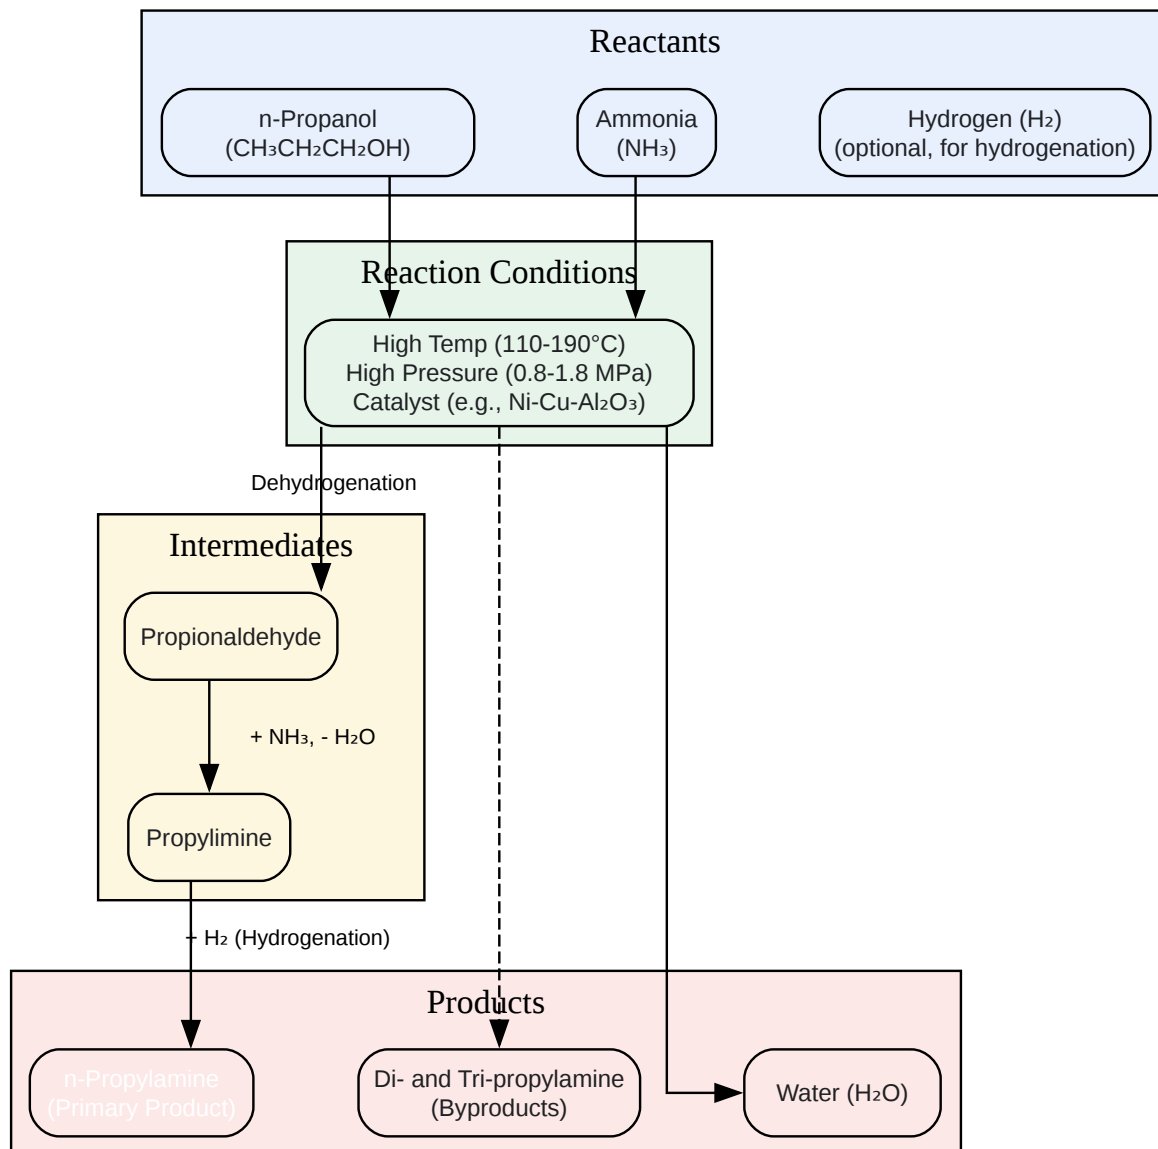 Reactants
n-Propanol
(CH₃CH₂CH₂OH)
Ammonia
(NH₃)
Hydrogen (H₂)
(optional, for hydrogenation)
Reaction Conditions
High Temp (110-190°C)
High Pressure (0.8-1.8 MPa)
Catalyst (e.g., Ni-Cu-Al₂O₃)
Dehydrogenation
Intermediates
Propionaldehyde
+ NH₃, - H₂O
Propylimine
+ H₂ (Hydrogenation)
Products
n-Propylamine
(Primary Product)
Di- and Tri-propylamine
(Byproducts)
Water (H₂O)